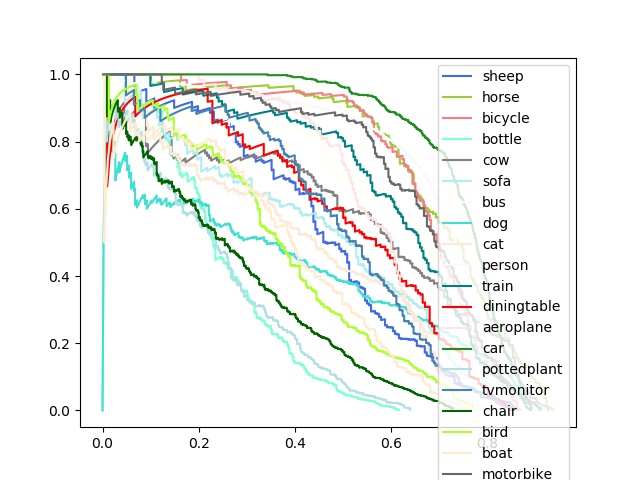 1.0
0.8
0.6
0.4
0.2
0.0
0.0
0.2
0.4
0.6
0.8
sheep
horse
bicycle
bottle
cow
sofa
bus
dog
cat
person
train
diningtable
aeroplane
car
pottedplant
tvmonitor
chair
bird
boat
motorbike